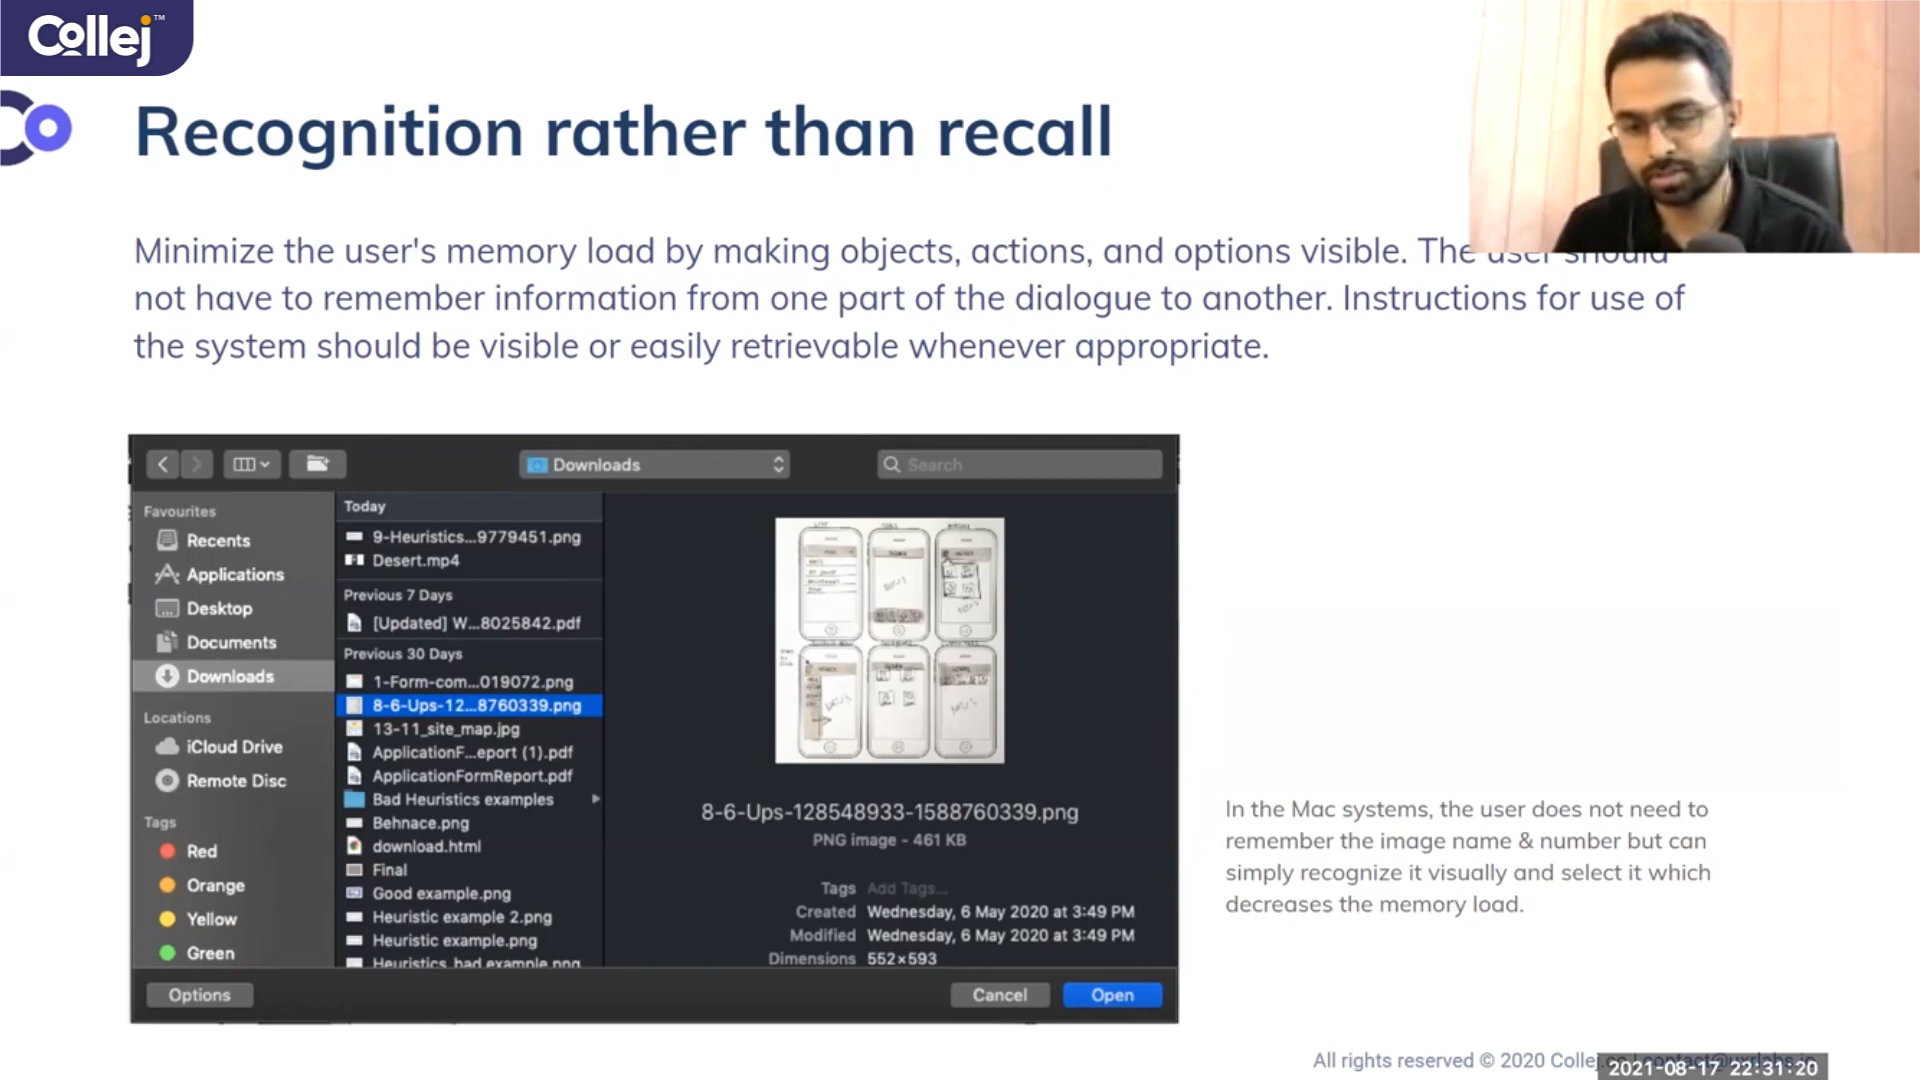 Collej™
Recognition rather than recall
Minimize the user's memory load by making objects, actions, and options visible. The user should
not have to remember information from one part of the dialogue to another. Instructions for use of
the system should be visible or easily retrievable whenever appropriate.
Downloads
Search
Favourites
Recents
Applications
Desktop
Documents
Downloads
Locations
iCloud Drive
Remote Disc
Tags
Red
Orange
Yellow
Green
Today
9-Heuristics...9779451.png
Desert.mp4
Previous 7 Days
[Updated] W...8025842.pdf
Previous 30 Days
1-Form-com...019072.png
8-6-Ups-12...8760339.png
13-11_site_map.jpg
ApplicationF...eport (1).pdf
ApplicationFormReport.pdf
Bad Heuristics examples
Behnace.png
download.html
Final
Good example.png
Heuristic example 2.png
Heuristic example.png
Heuristics bad example.png
8-6-Ups-128548933-1588760339.png
PNG image - 461 KB
Tags Add Tags...
Created Wednesday, 6 May 2020 at 3:49 PM
Modified Wednesday, 6 May 2020 at 3:49 PM
Dimensions 552×593
Options
Cancel
Open
In the Mac systems, the user does not need to
remember the image name & number but can
simply recognize it visually and select it which
decreases the memory load.
All rights reserved © 2020 Collej
2021-08-17 22:31:20